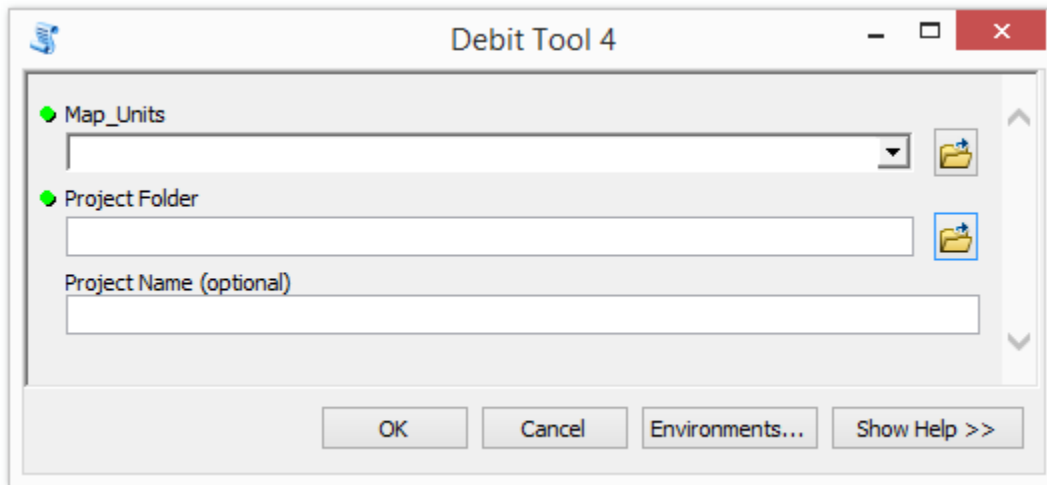 Debit Tool 4
Map_Units
Project Folder
Project Name (optional)
OK Cancel Environments... Show Help >>